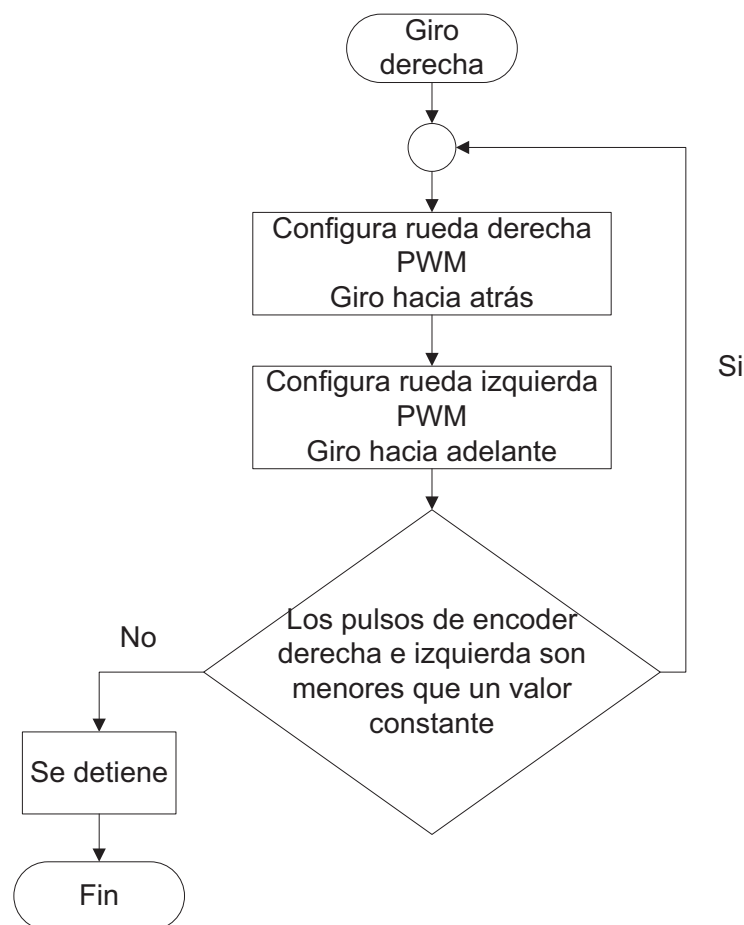 Giro
derecha
Configura rueda derecha
PWM
Giro hacia atrás
Si
Configura rueda izquierda
PWM
Giro hacia adelante
No
Los pulsos de encoder
derecha e izquierda son
menores que un valor
constante
Se detiene
Fin